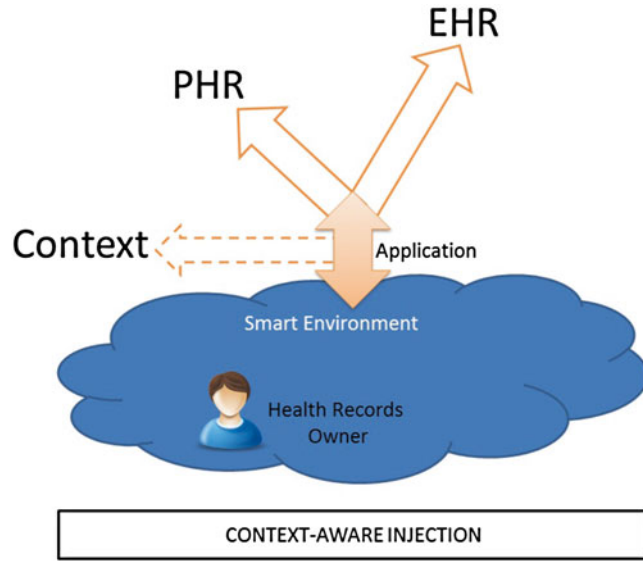 EHR
PHR
Context
Application
Smart Environment
Health Records
Owner
CONTEXT-AWARE INJECTION